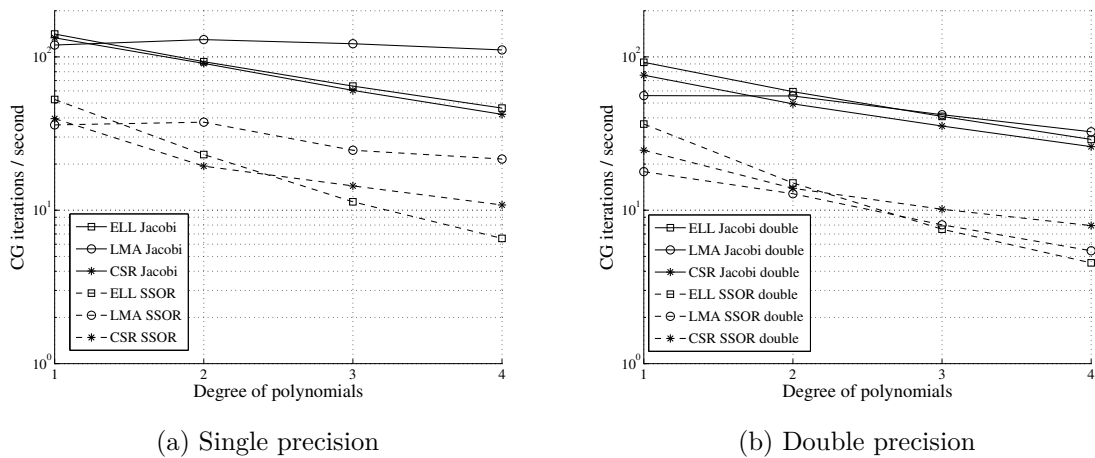 CG iterations / second
10^2
10^1
10^0
1
2
3
4
Degree of polynomials
ELL Jacobi
LMA Jacobi
CSR Jacobi
ELL SSOR
LMA SSOR
CSR SSOR
(a) Single precision
CG iterations / second
10^2
10^1
10^0
1
2
3
4
Degree of polynomials
ELL Jacobi double
LMA Jacobi double
CSR Jacobi double
ELL SSOR double
LMA SSOR double
CSR SSOR double
(b) Double precision